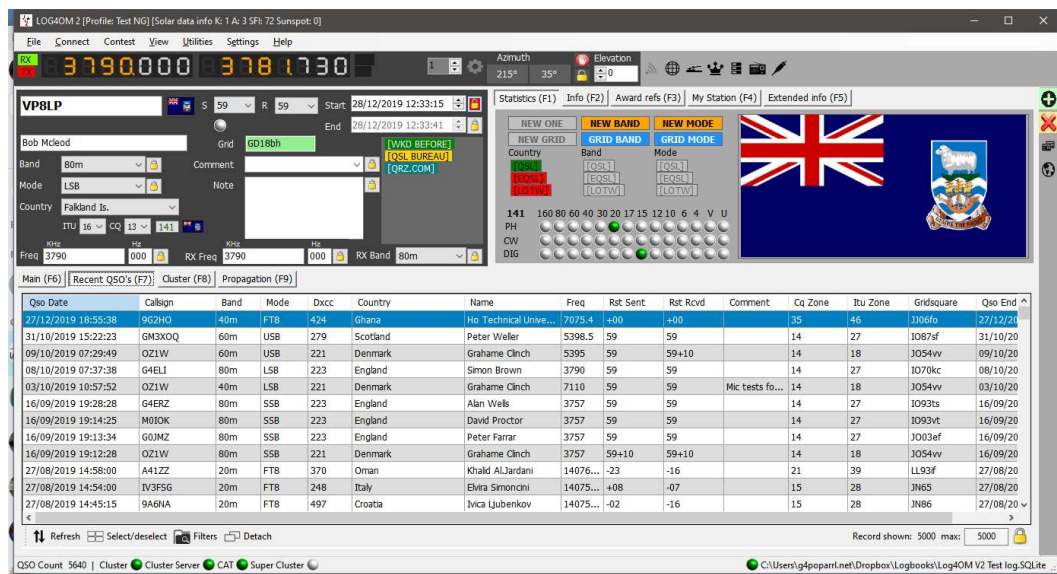 LOG4OM 2 [Profile: Test NG] [Solar data info K: 1 A: 3 SFI: 72 Sunspot: 0]
File Connect Contest View Utilities Settings Help
RX TX 3790.000 3781.730 1 Azimuth 215° 35° Elevation 0
VP8LP S 59 R 59 Start 28/12/2019 12:33:15
End 28/12/2019 12:33:41
Bob Mcleod Grid GD18bh [WKD BEFORE]
[QSL BUREAU]
[QRZ.COM]
Band 80m Comment
Mode LSB Note
Country Falkland Is.
ITU 16 CQ 13 141
KHz Hz KHz Hz
Freq 3790 000 RX Freq 3790 000 RX Band 80m
Statistics (F1) Info (F2) Award refs (F3) My Station (F4) Extended info (F5)
NEW ONE NEW BAND NEW MODE
NEW GRID GRID BAND GRID MODE
Country Band Mode
[QSL] [QSL] [QSL]
[EQSL] [EQSL] [EQSL]
[LOTW] [LOTW] [LOTW]
141 160 80 60 40 30 20 17 15 12 10 6 4 V U
PH
CW
DIG
Main (F6) Recent QSO's (F7) Cluster (F8) Propagation (F9)
Qso Date Callsign Band Mode Dxcc Country Name Freq Rst Sent Rst Rcvd Comment Cq Zone Itu Zone Gridsquare Qso End
27/12/2019 18:55:38 9G2HO 40m FT8 424 Ghana Ho Technical Unive... 7075.4 +00 +00 35 46 JJ06fo 27/12/20
31/10/2019 15:22:23 GM3XOQ 60m USB 279 Scotland Peter Weller 5398.5 59 59 14 27 IO87sf 31/10/20
09/10/2019 07:29:49 OZ1W 60m USB 221 Denmark Grahame Clinch 5395 59 59+10 14 18 JO54vv 09/10/20
08/10/2019 07:37:38 G4ELI 80m LSB 223 England Simon Brown 3790 59 59 14 27 IO70kc 08/10/20
03/10/2019 10:57:52 OZ1W 40m LSB 221 Denmark Grahame Clinch 7110 59 59 Mic tests fo... 14 18 JO54vv 03/10/20
16/09/2019 19:28:28 G4ERZ 80m SSB 223 England Alan Wells 3757 59 59 14 27 IO93ts 16/09/20
16/09/2019 19:14:25 M0IOK 80m SSB 223 England David Proctor 3757 59 59 14 27 IO93vt 16/09/20
16/09/2019 19:13:34 G0JMZ 80m SSB 223 England Peter Farrar 3757 59 59 14 27 JO03ef 16/09/20
16/09/2019 19:12:28 OZ1W 80m SSB 221 Denmark Grahame Clinch 3757 59+10 59+10 14 18 JO54vv 16/09/20
27/08/2019 14:58:00 A41ZZ 20m FT8 370 Oman Khalid AlJardani 14076... -23 -16 21 39 LL93if 27/08/20
27/08/2019 14:54:00 IV3FSG 20m FT8 248 Italy Elvira Simoncini 14075... +08 -07 15 28 JN65 27/08/20
27/08/2019 14:45:15 9A6NA 20m FT8 497 Croatia Ivica Ljubenkov 14075... -02 -16 15 28 JN86 27/08/20
Refresh Select/deselect Filters Detach Record shown: 5000 max: 5000
QSO Count 5640 | Cluster Cluster Server CAT Super Cluster C:\Users\g4poparrl.net\Dropbox\Logbooks\Log4OM V2 Test log.SQLite